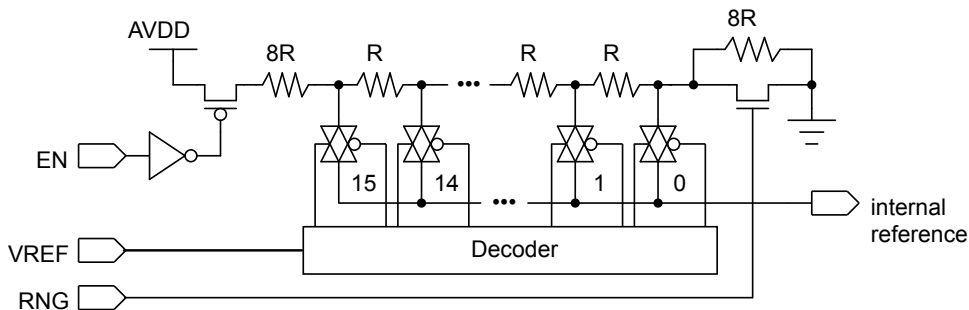 AVDD
8R
R
R
R
8R
EN
15
14
1
0
internal
reference
VREF
Decoder
RNG